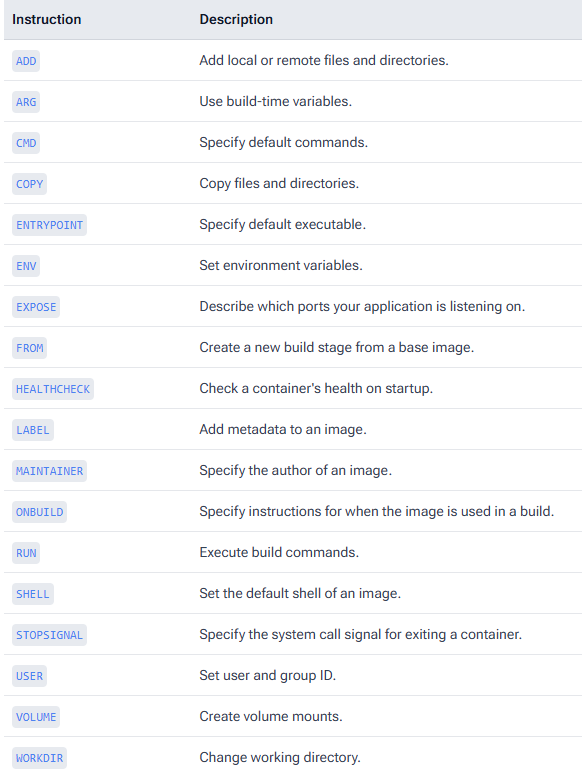 Instruction Description
ADD Add local or remote files and directories.
ARG Use build-time variables.
CMD Specify default commands.
COPY Copy files and directories.
ENTRYPOINT Specify default executable.
ENV Set environment variables.
EXPOSE Describe which ports your application is listening on.
FROM Create a new build stage from a base image.
HEALTHCHECK Check a container's health on startup.
LABEL Add metadata to an image.
MAINTAINER Specify the author of an image.
ONBUILD Specify instructions for when the image is used in a build.
RUN Execute build commands.
SHELL Set the default shell of an image.
STOPSIGNAL Specify the system call signal for exiting a container.
USER Set user and group ID.
VOLUME Create volume mounts.
WORKDIR Change working directory.